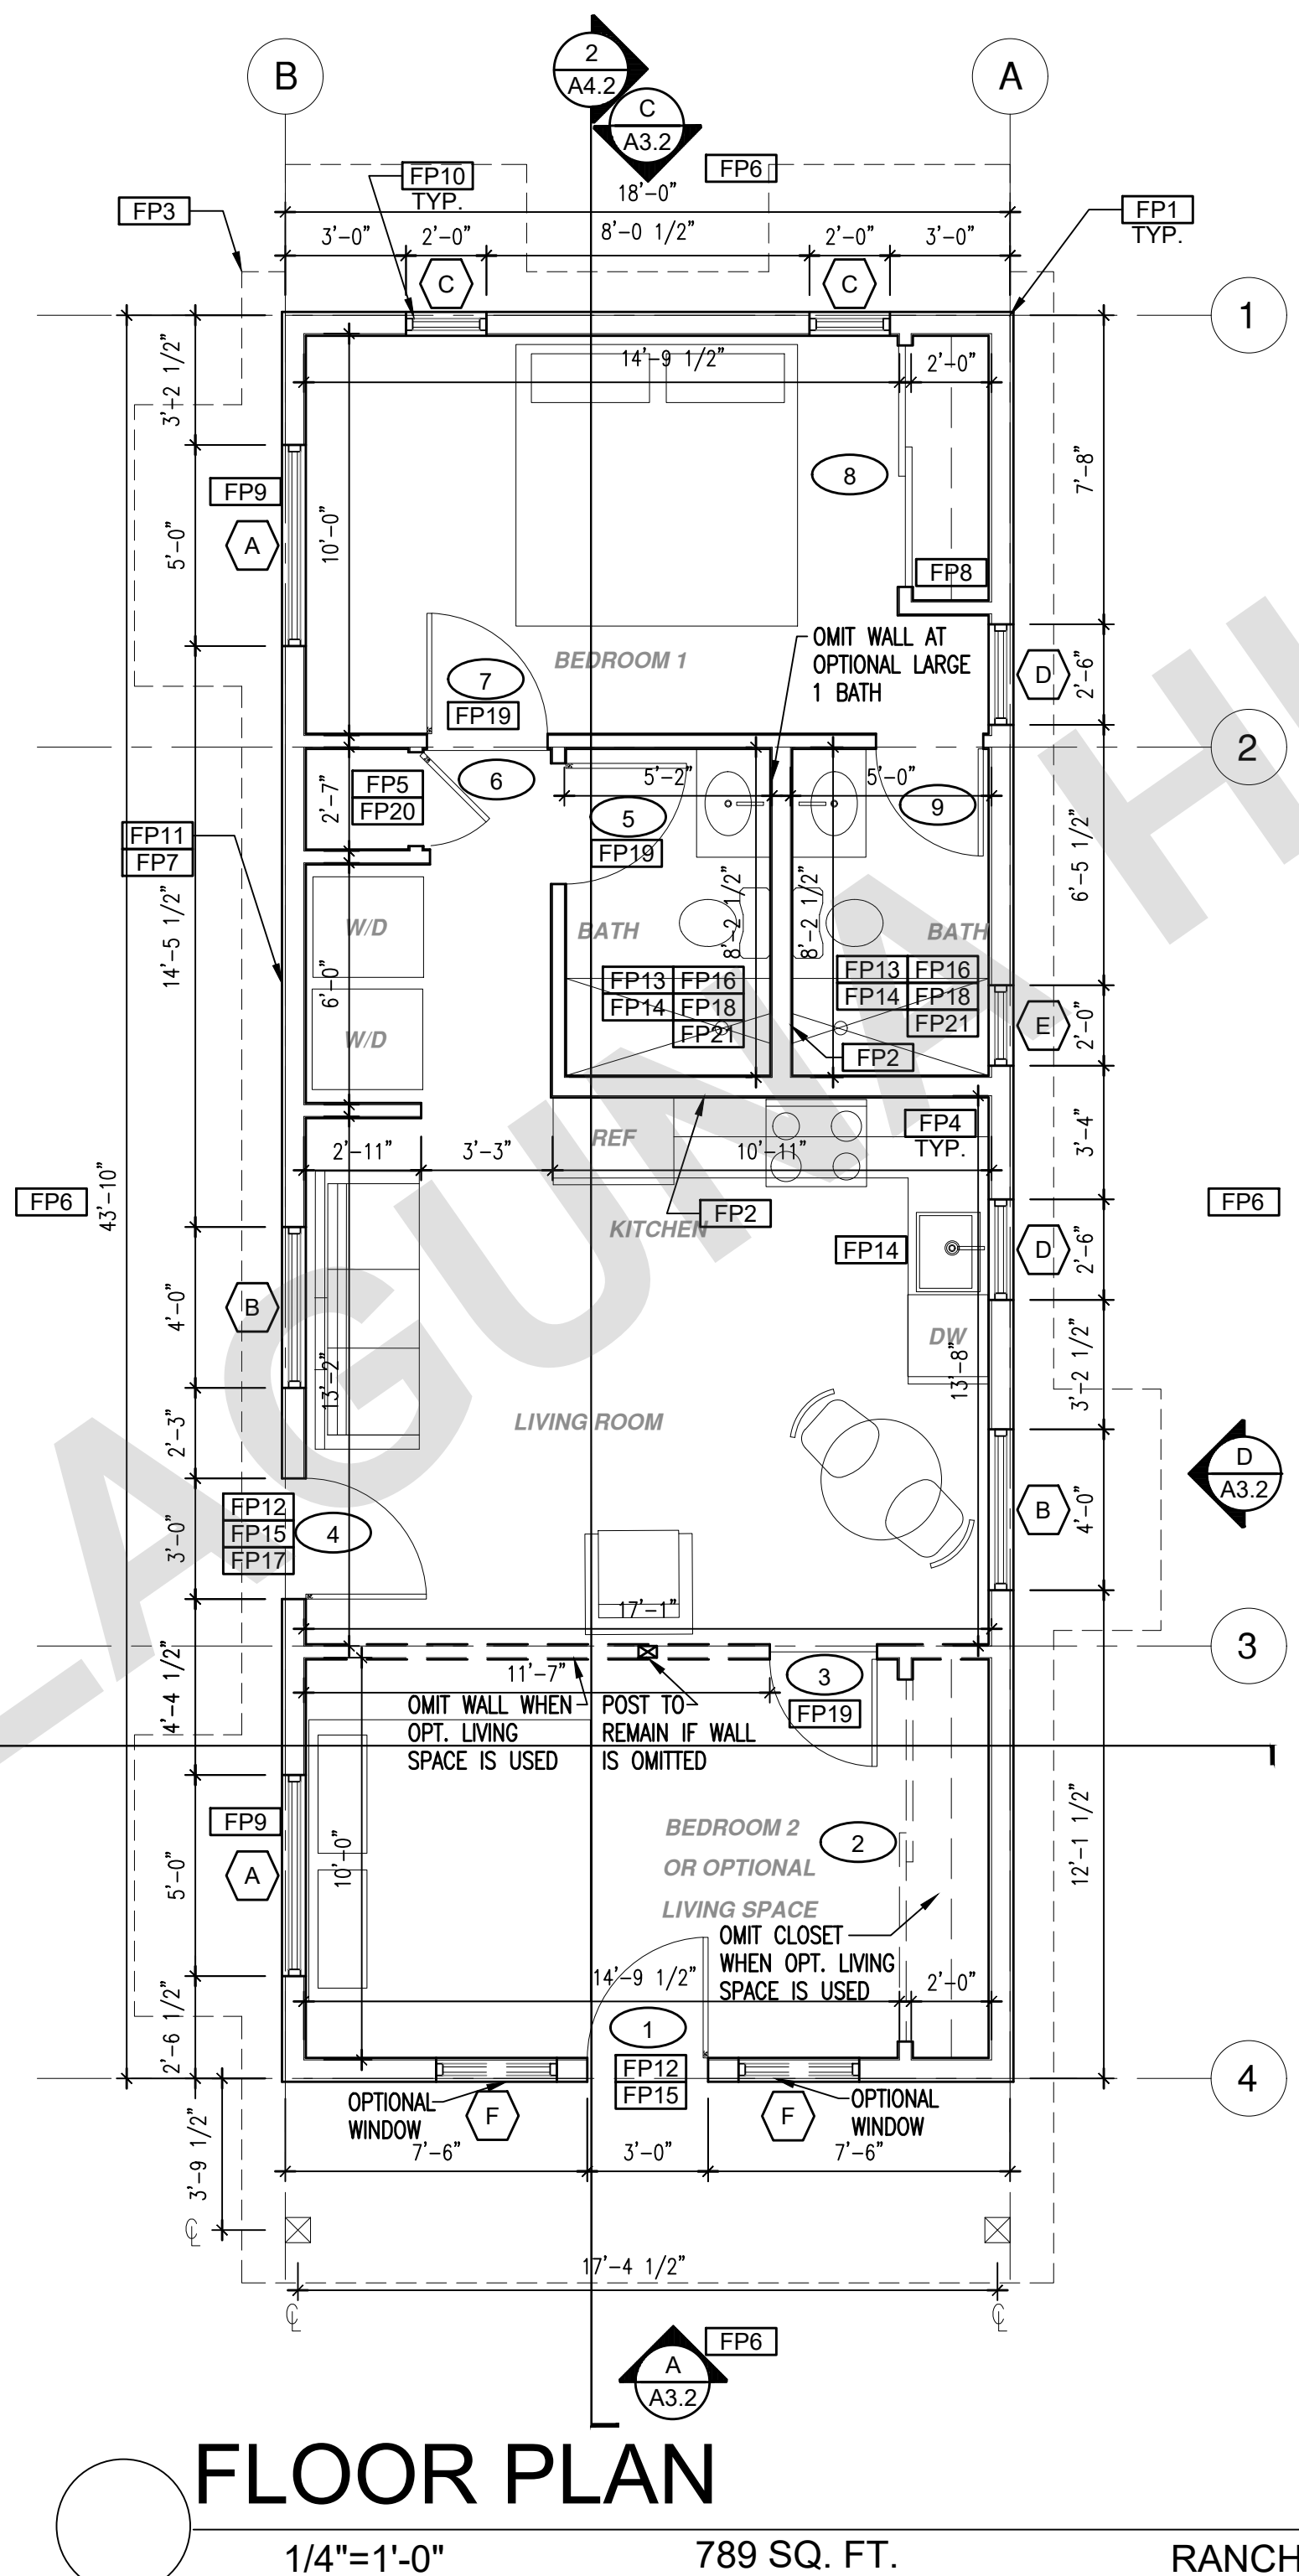 B
2
A4.2
C
A3.2
A
FP6
FP10
TYP.
18'-0"
FP3
FP1
TYP.
3'-0"
2'-0"
8'-0 1/2"
2'-0"
3'-0"
C
C
1
3'-2 1/2"
14'-9 1/2"
2'-0"
7'-8"
8
FP9
A
5'-0"
10'-0"
FP8
BEDROOM 1
OMIT WALL AT
OPTIONAL LARGE
1 BATH
7
FP19
D
2'-6"
2
6
5'-2"
5'-0"
FP5
FP20
2'-7"
5
FP19
9
FP11
FP7
6'-5 1/2"
14'-5 1/2"
W/D
6'-0"
W/D
BATH
8'-2 1/2"
8'-2 1/2"
BATH
FP13 FP16
FP14 FP18
FP21
FP13 FP16
FP14 FP18
FP21
E
2'-0"
FP2
REF
FP4
TYP.
3'-4"
2'-11"
3'-3"
10'-11"
FP6
43'-10"
FP2
KITCHEN
FP14
D
2'-6"
FP6
B
4'-0"
DW
13'-2"
13'-8"
3'-2 1/2"
LIVING ROOM
2'-3"
D
A3.2
FP12
FP15
FP17
4
3'-0"
B
4'-0"
17'-1"
3
11'-7"
3
FP19
4'-4 1/2"
OMIT WALL WHEN
OPT. LIVING
SPACE IS USED
POST TO
REMAIN IF WALL
IS OMITTED
FP9
A
5'-0"
10'-0"
BEDROOM 2
OR OPTIONAL
LIVING SPACE
2
12'-1 1/2"
OMIT CLOSET
WHEN OPT. LIVING
SPACE IS USED
14'-9 1/2"
2'-0"
2'-6 1/2"
1
FP12
FP15
4
OPTIONAL
WINDOW
F
F
OPTIONAL
WINDOW
7'-6"
3'-0"
7'-6"
3'-9 1/2"
17'-4 1/2"
FP6
A
A3.2
FLOOR PLAN
1/4"=1'-0"
789 SQ. FT.
RANCH
LAGUNA H